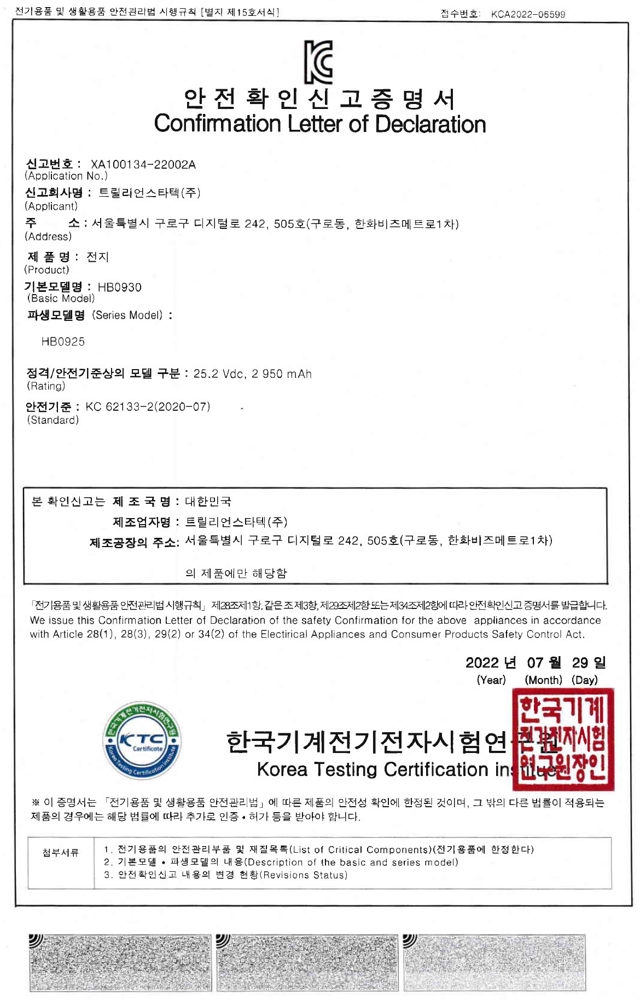 전기용품 및 생활용품 안전관리법 시행규칙 [별지 제15호서식]
접수번호: KCA2022-06599
안전확인신고증명서
Confirmation Letter of Declaration
신고번호 : XA100134-22002A
(Application No.)
신고회사명 : 트릴리언스타텍(주)
(Applicant)
주 소 : 서울특별시 구로구 디지털로 242, 505호(구로동, 한화비즈메트로1차)
(Address)
제 품 명 : 전지
(Product)
기본모델명 : HB0930
(Basic Model)
파생모델명 (Series Model) :
HB0925
정격/안전기준상의 모델 구분 : 25.2 Vdc, 2 950 mAh
(Rating)
안전기준 : KC 62133-2(2020-07)
(Standard)
본 확인신고는 제 조 국 명 : 대한민국
제조업자명 : 트릴리언스타텍(주)
제조공장의 주소: 서울특별시 구로구 디지털로 242, 505호(구로동, 한화비즈메트로1차)
의 제품에만 해당함
「전기용품 및 생활용품 안전관리법 시행규칙」 제28조제1항, 같은 조 제3항, 제29조제2항 또는 제34조제2항에 따라 안전확인신고 증명서를 발급합니다.
We issue this Confirmation Letter of Declaration of the safety Confirmation for the above appliances in accordance
with Article 28(1), 28(3), 29(2) or 34(2) of the Electirical Appliances and Consumer Products Safety Control Act.
2022 년 07 월 29 일
(Year) (Month) (Day)
한국기계전기전자시험연구원
KTC
Certificate
Korea Testing Certification Institute
한국기계전기전자시험연구원
Korea Testing Certification institute
한국기계
전기전자시험
연구원장인
※ 이 증명서는 「전기용품 및 생활용품 안전관리법」에 따른 제품의 안전성 확인에 한정된 것이며, 그 밖의 다른 법률이 적용되는
제품의 경우에는 해당 법률에 따라 추가로 인증 • 허가 등을 받아야 합니다.
첨부서류
1. 전기용품의 안전관리부품 및 재질목록(List of Critical Components)(전기용품에 한정한다)
2. 기본모델 • 파생모델의 내용(Description of the basic and series model)
3. 안전확인신고 내용의 변경 현황(Revisions Status)